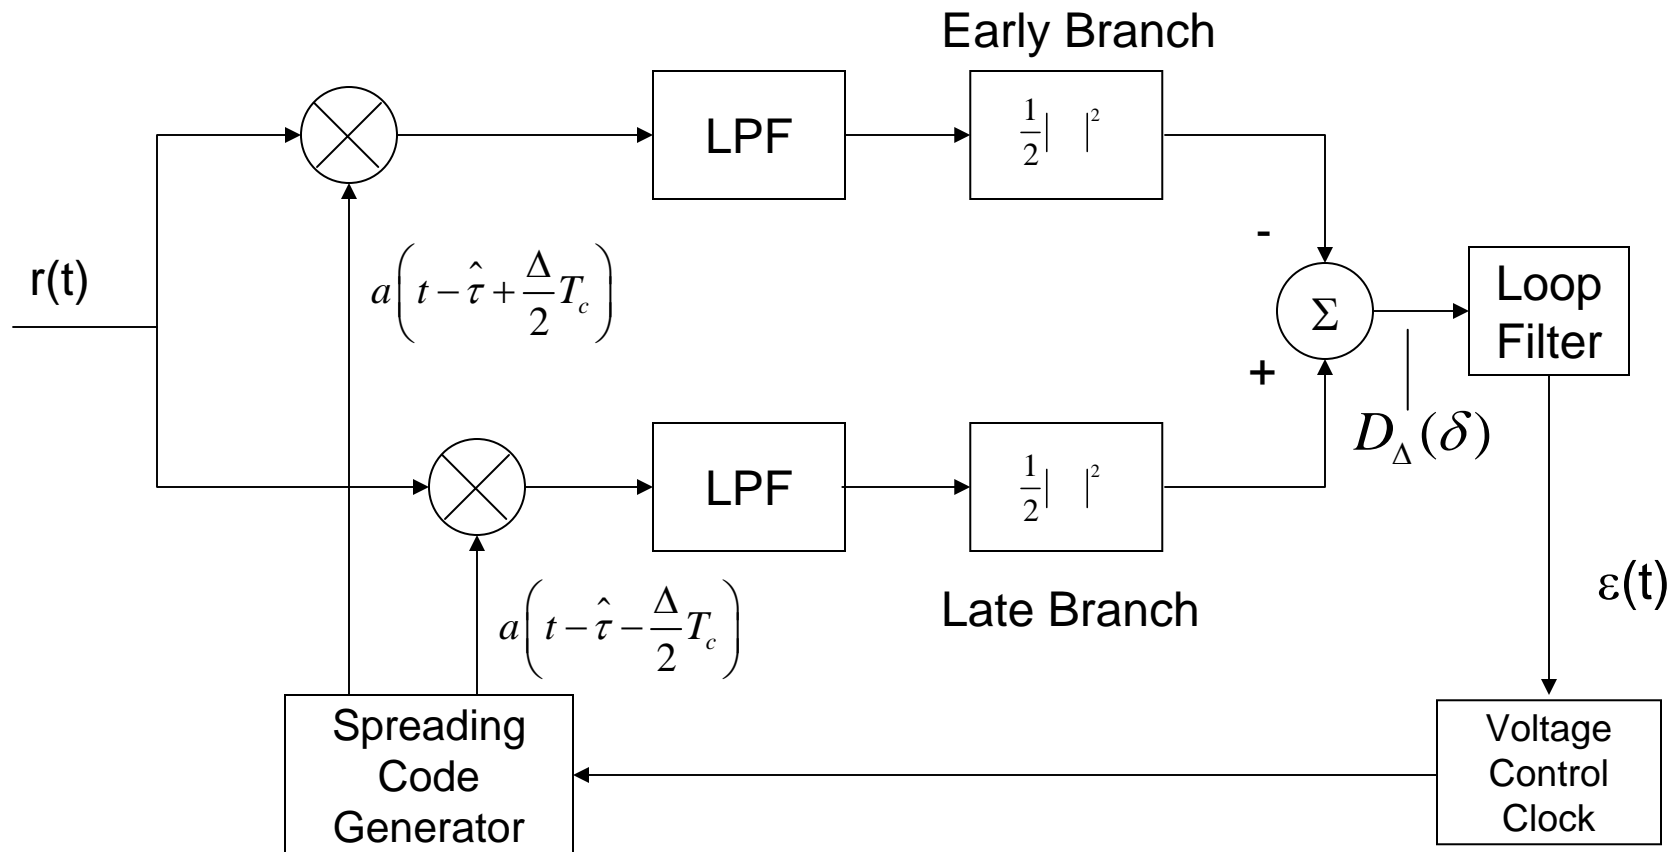 Early Branch
LPF
1/2| |²
r(t)
a(t − τ̂ + Δ/2 T_c)
-
Σ
+
Loop
Filter
D_Δ(δ)
LPF
1/2| |²
a(t − τ̂ − Δ/2 T_c)
Late Branch
ε(t)
Spreading
Code
Generator
Voltage
Control
Clock